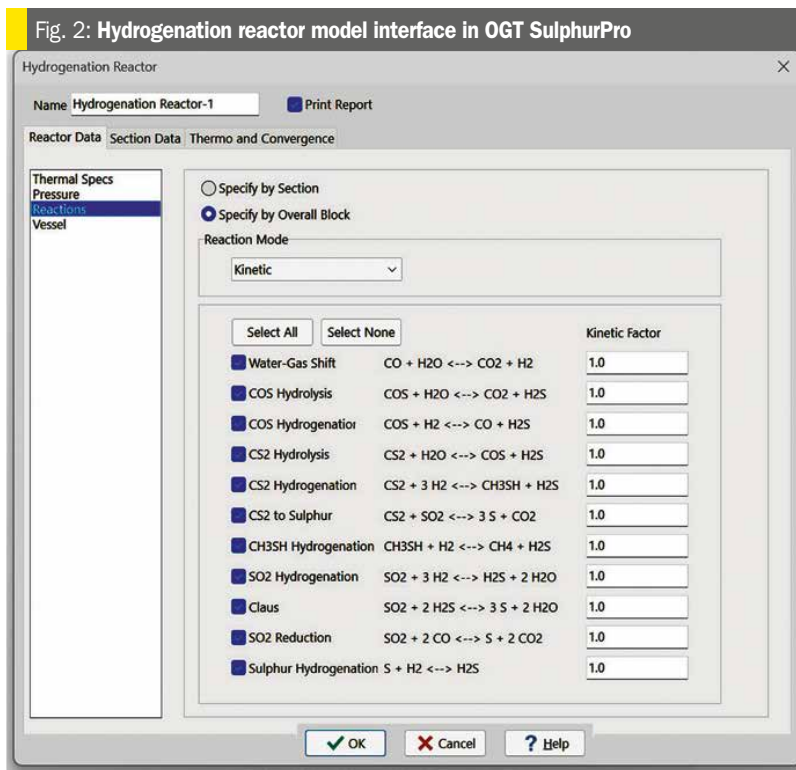 Fig. 2: Hydrogenation reactor model interface in OGT SulphurPro
Hydrogenation Reactor
Name Hydrogenation Reactor-1 Print Report
Reactor Data Section Data Thermo and Convergence
Thermal Specs
Pressure
Reactions
Vessel
Specify by Section
Specify by Overall Block
Reaction Mode
Kinetic
Select All Select None Kinetic Factor
Water-Gas Shift CO + H2O <--> CO2 + H2 1.0
COS Hydrolysis COS + H2O <--> CO2 + H2S 1.0
COS Hydrogenation COS + H2 <--> CO + H2S 1.0
CS2 Hydrolysis CS2 + H2O <--> COS + H2S 1.0
CS2 Hydrogenation CS2 + 3 H2 <--> CH3SH + H2S 1.0
CS2 to Sulphur CS2 + SO2 <--> 3 S + CO2 1.0
CH3SH Hydrogenation CH3SH + H2 <--> CH4 + H2S 1.0
SO2 Hydrogenation SO2 + 3 H2 <--> H2S + 2 H2O 1.0
Claus SO2 + 2 H2S <--> 3 S + 2 H2O 1.0
SO2 Reduction SO2 + 2 CO <--> S + 2 CO2 1.0
Sulphur Hydrogenation S + H2 <--> H2S 1.0
OK Cancel ? Help